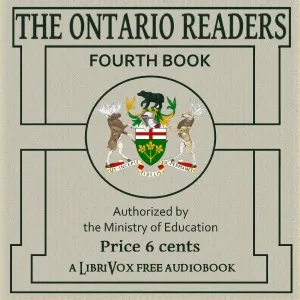 THE ONTARIO READERS
FOURTH BOOK
Authorized by
the Ministry of Education
Price 6 cents
A LIBRIVOX FREE AUDIOBOOK